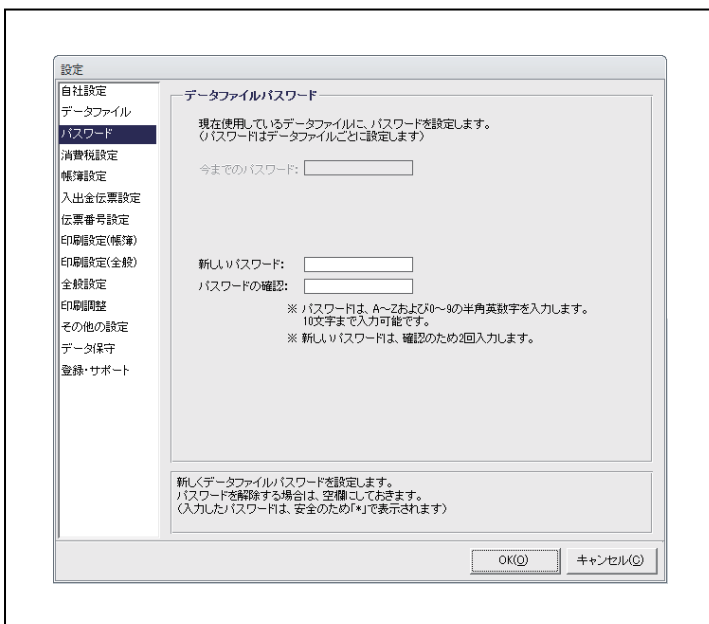 設定
自社設定
データファイル
パスワード
消費税設定
帳簿設定
入出金伝票設定
伝票番号設定
印刷設定(帳簿)
印刷設定(全般)
全般設定
印刷調整
その他の設定
データ保守
登録・サポート
データファイルパスワード
現在使用しているデータファイルに、パスワードを設定します。
(パスワードはデータファイルごとに設定します)
今までのパスワード:
新しいパスワード:
パスワードの確認:
※ パスワードは、A～Zおよび0～9の半角英数字を入力します。
10文字まで入力可能です。
※ 新しいパスワードは、確認のため2回入力します。
新しくデータファイルパスワードを設定します。
パスワードを解除する場合は、空欄にしておきます。
(入力したパスワードは、安全のため「*」で表示されます)
OK(O)
キャンセル(C)